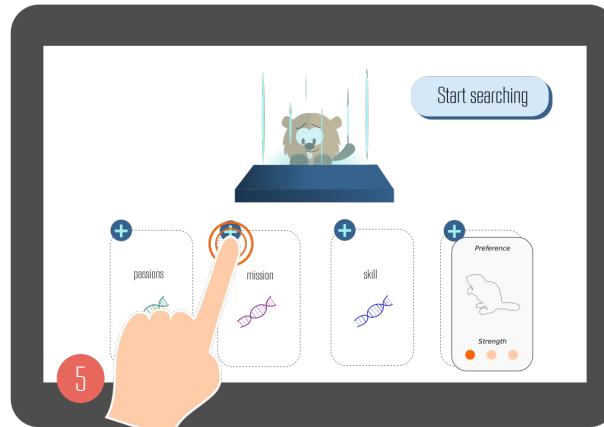 Start searching
passions
mission
skill
Preference
Strength
5